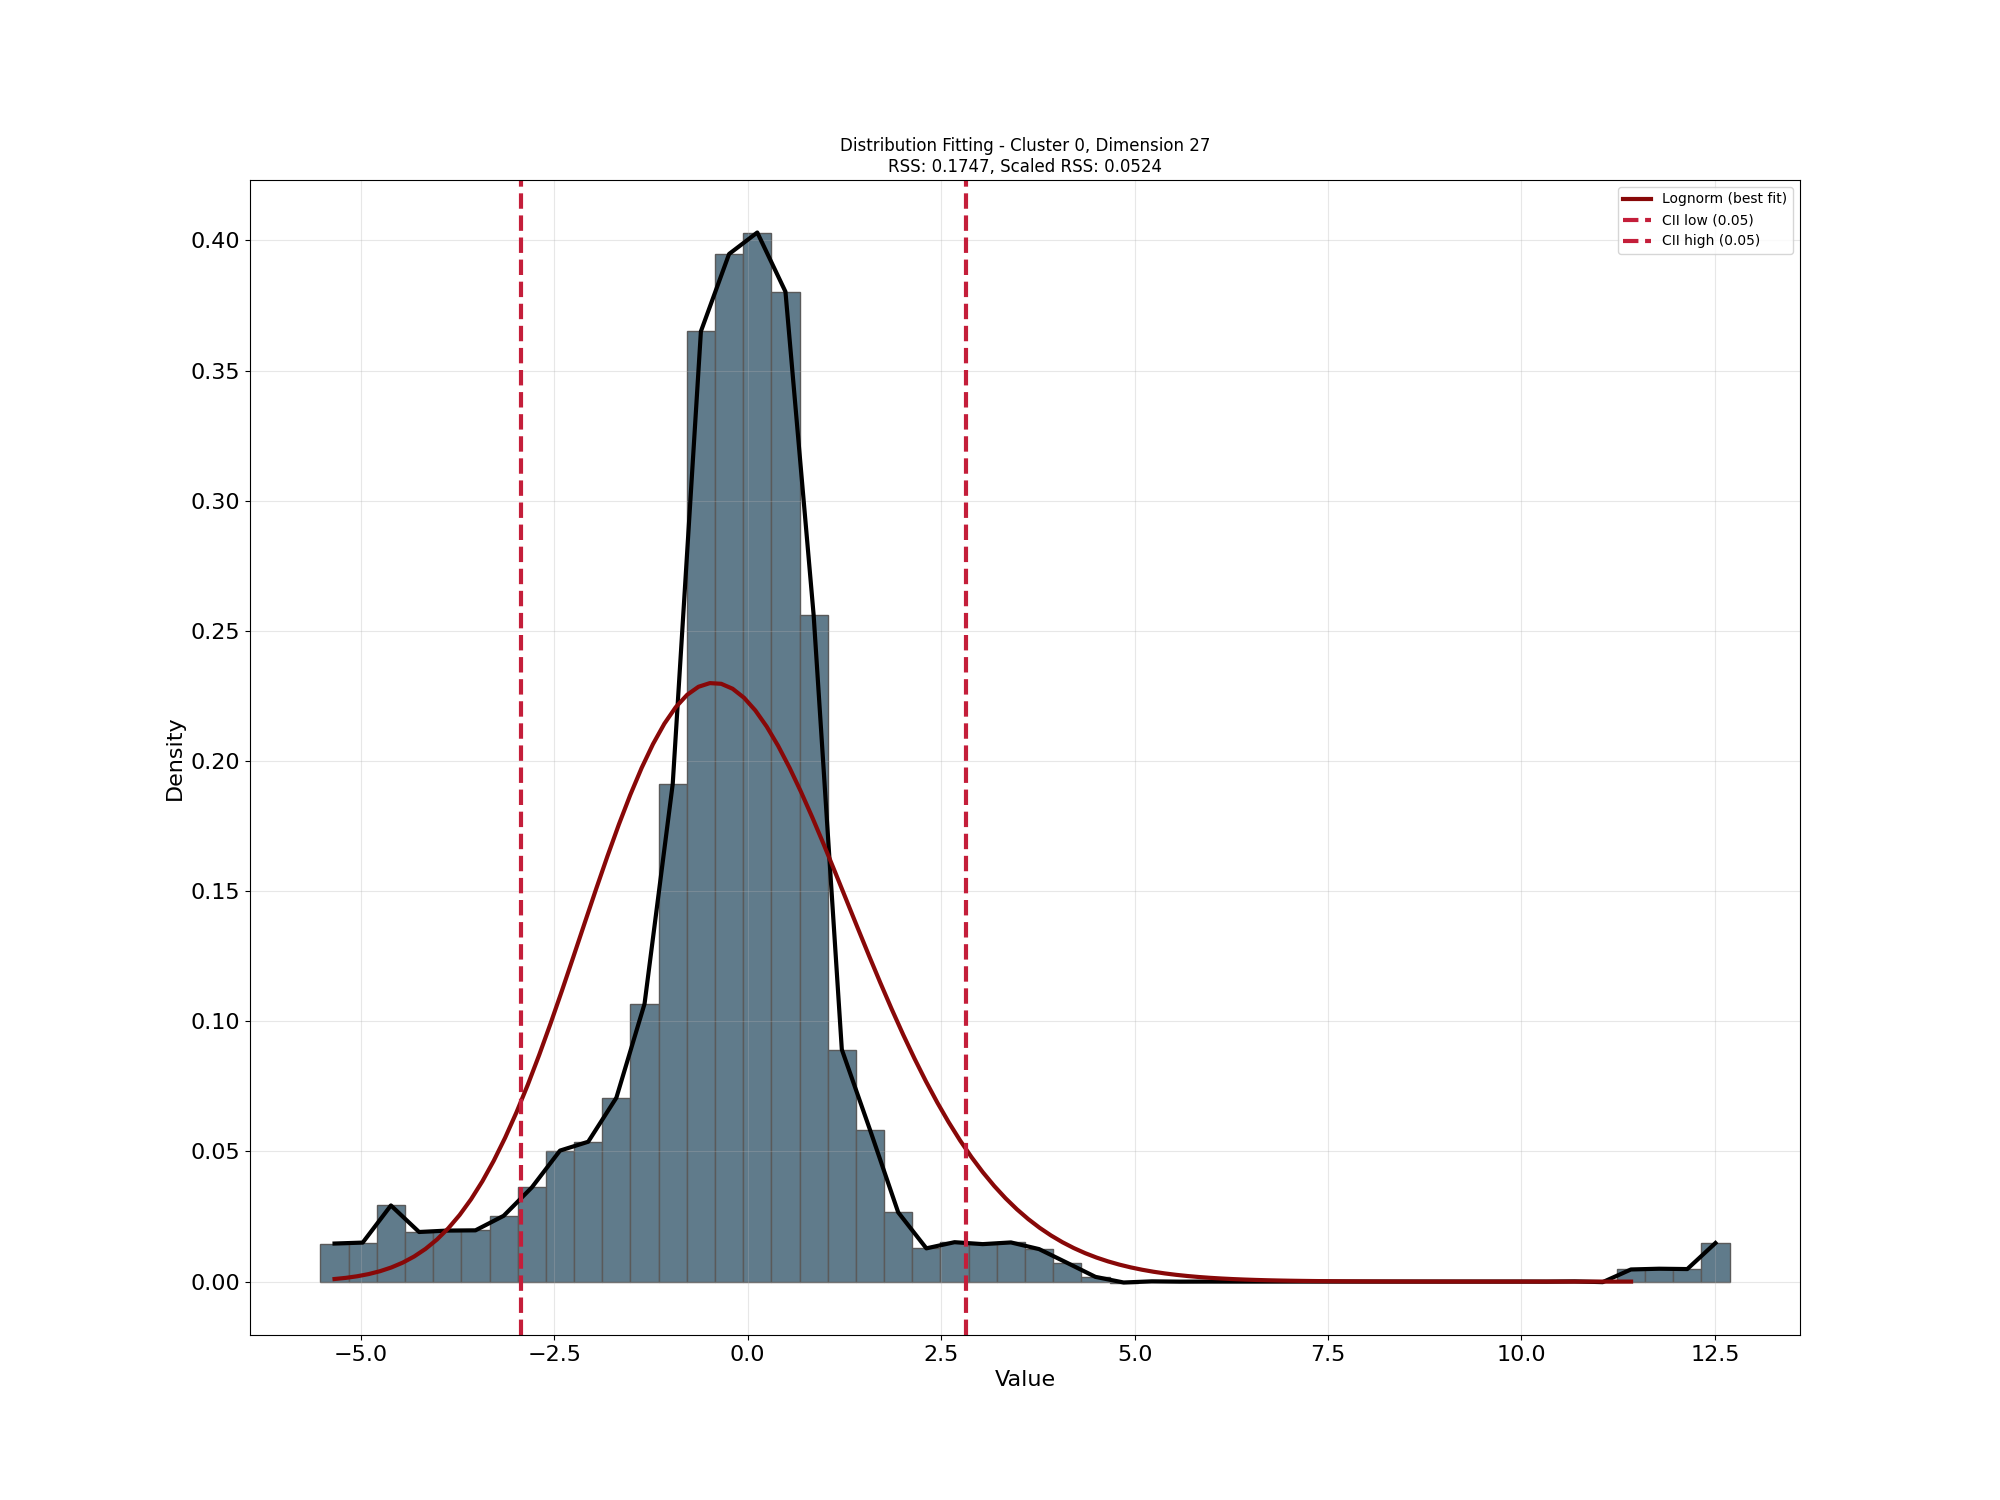 Distribution Fitting - Cluster 0, Dimension 27
RSS: 0.1747, Scaled RSS: 0.0524
Lognorm (best fit)
CII low (0.05)
CII high (0.05)
0.40
0.35
0.30
0.25
0.20
0.15
0.10
0.05
0.00
Density
−5.0 −2.5 0.0 2.5 5.0 7.5 10.0 12.5
Value